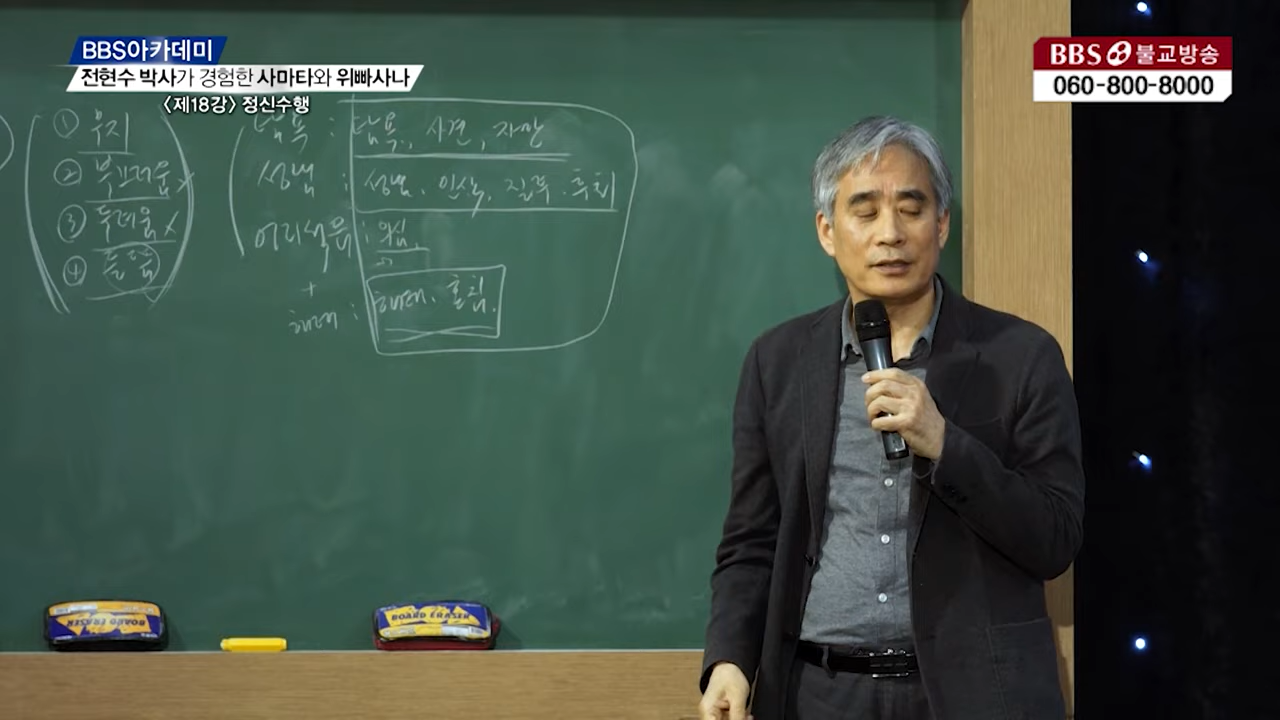 BBS아카데미
전현수 박사가 경험한 사마타와 위빠사나
〈제18강〉 정신수행
BBS 불교방송
060-800-8000
① 무지
② 부끄러움 x
③ 두려움 x
④ 들뜸
탐욕 : 탐욕, 사견, 자만
성냄 : 성냄, 인색, 질투, 후회
어리석음 : 의심
+
해태 : 해태, 혼침.
BOARD ERASER
BOARD ERASER